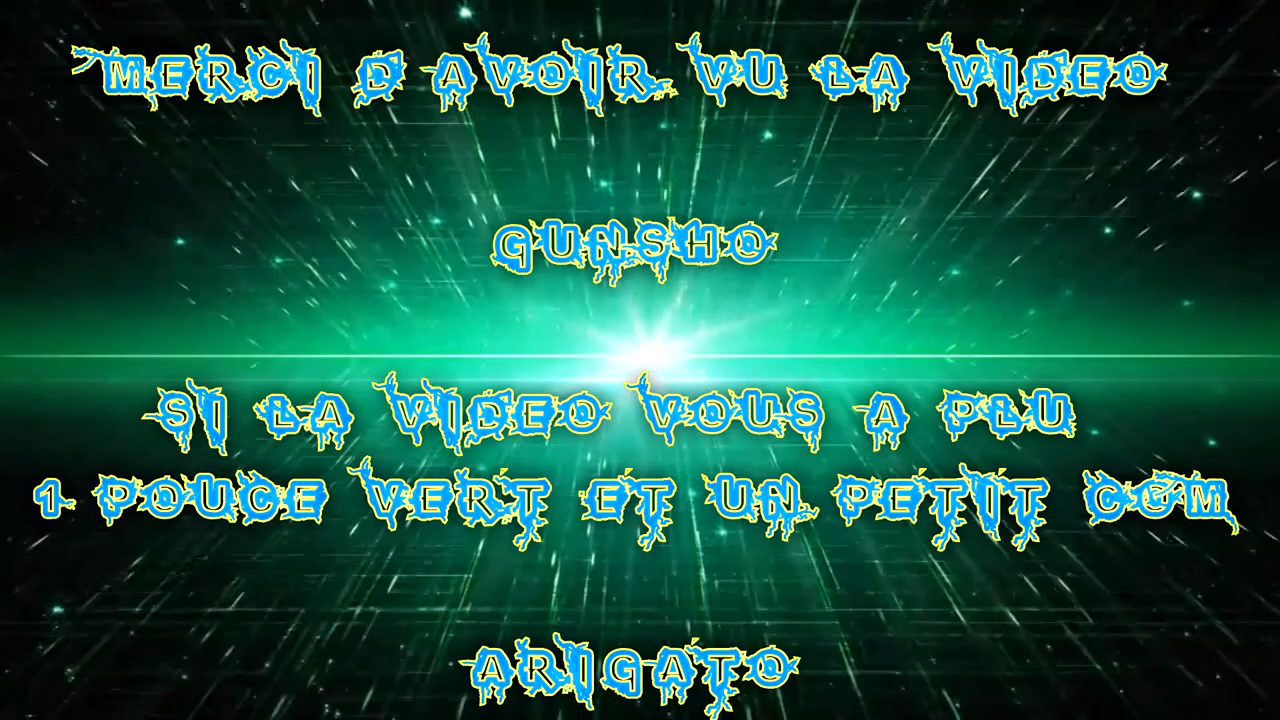 MERCI D AVOIR VU LA VIDEO
GUNSHO
SI LA VIDEO VOUS A PLU
1 POUCE VERT ET UN PETIT COM
ARIGATO